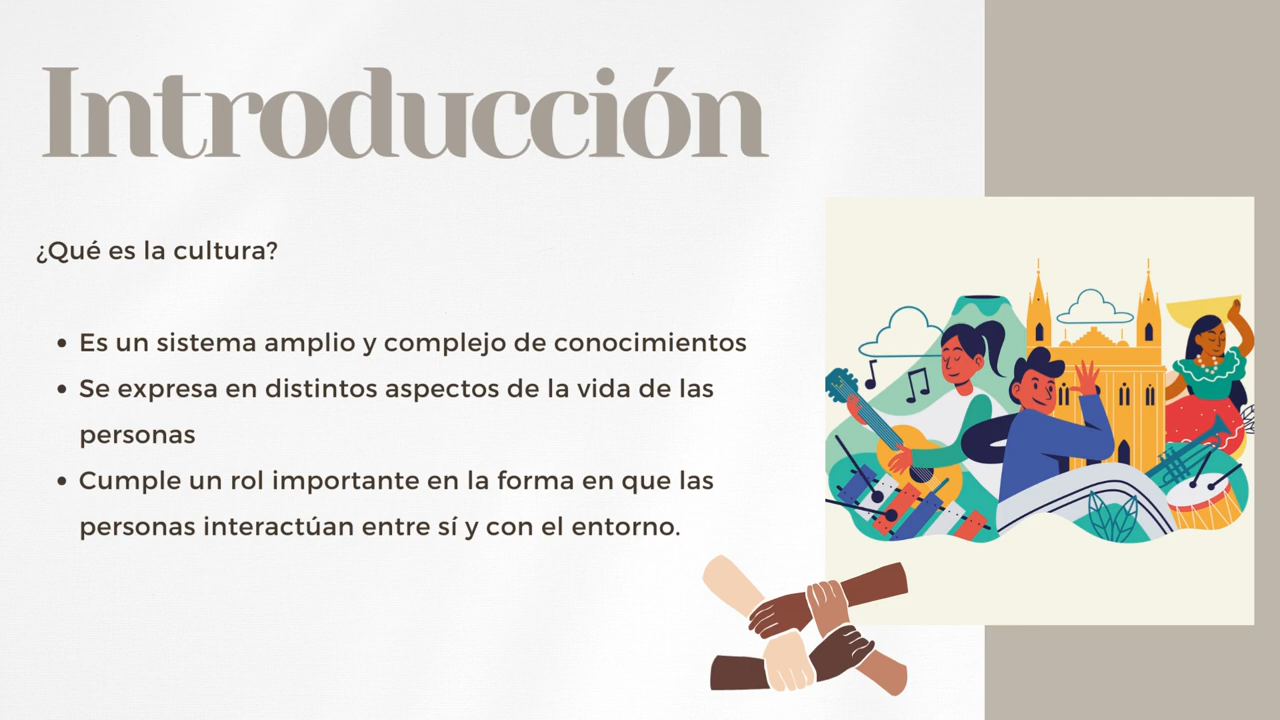 Introducción
¿Qué es la cultura?
• Es un sistema amplio y complejo de conocimientos
• Se expresa en distintos aspectos de la vida de las
personas
• Cumple un rol importante en la forma en que las
personas interactúan entre sí y con el entorno.